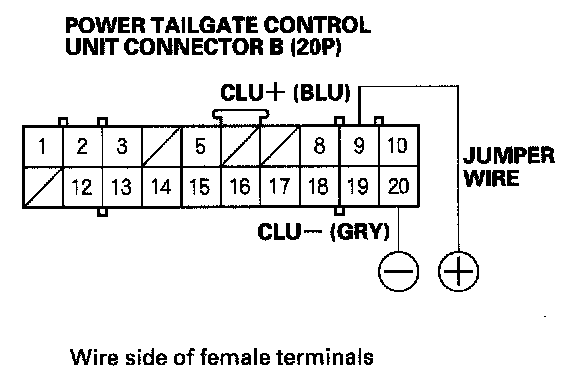 POWER TAILGATE CONTROL
UNIT CONNECTOR B (20P)
CLU+ (BLU)
1 2 3 5 8 9 10
JUMPER
WIRE
12 13 14 15 16 17 18 19 20
CLU− (GRY)
− +
Wire side of female terminals